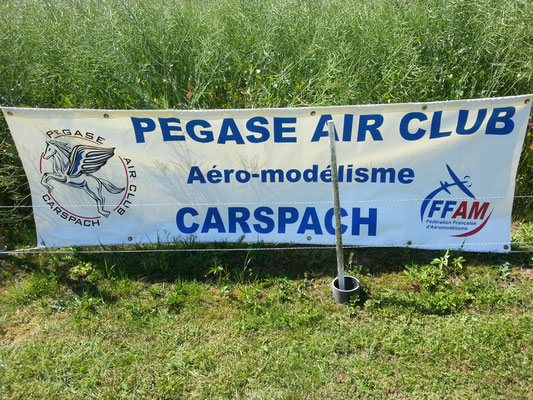 PEGASE AIR CLUB
CARSPACH
PEGASE AIR CLUB
Aéro-modélisme
CARSPACH
FFAM
Fédération Française
d'Aéromodélisme